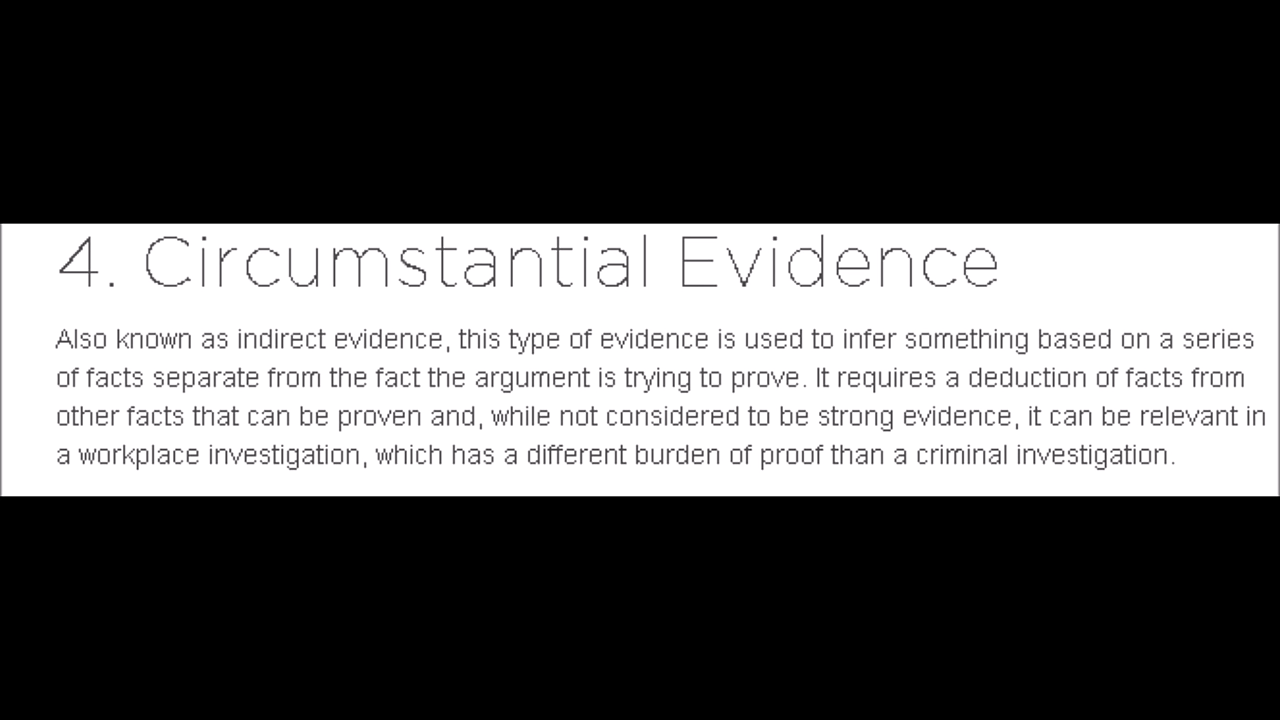 4. Circumstantial Evidence
Also known as indirect evidence, this type of evidence is used to infer something based on a series
of facts separate from the fact the argument is trying to prove. It requires a deduction of facts from
other facts that can be proven and, while not considered to be strong evidence, it can be relevant in
a workplace investigation, which has a different burden of proof than a criminal investigation.